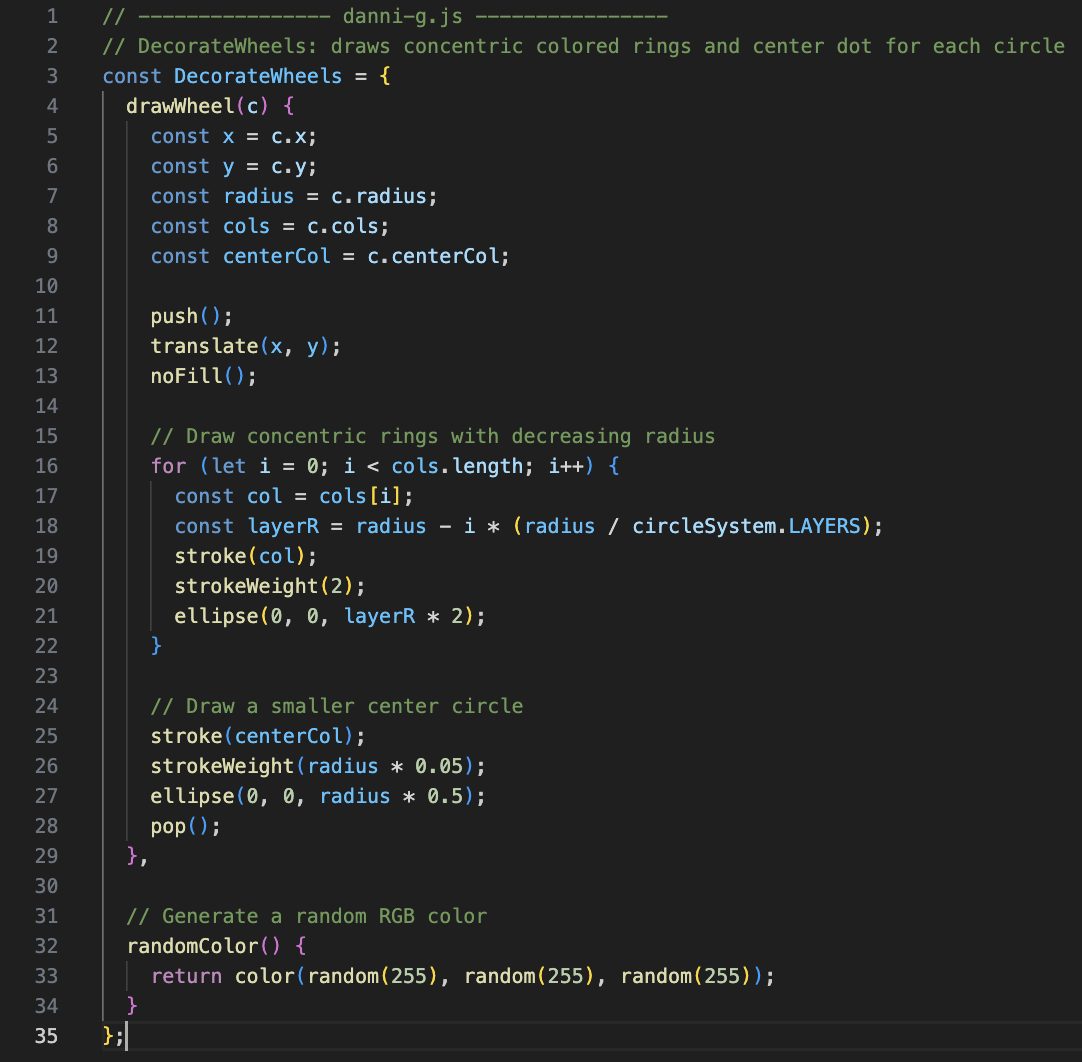 1 // ---------------- danni-g.js ----------------
2 // DecorateWheels: draws concentric colored rings and center dot for each circle
3 const DecorateWheels = {
4   drawWheel(c) {
5     const x = c.x;
6     const y = c.y;
7     const radius = c.radius;
8     const cols = c.cols;
9     const centerCol = c.centerCol;
10
11     push();
12     translate(x, y);
13     noFill();
14
15     // Draw concentric rings with decreasing radius
16     for (let i = 0; i < cols.length; i++) {
17       const col = cols[i];
18       const layerR = radius - i * (radius / circleSystem.LAYERS);
19       stroke(col);
20       strokeWeight(2);
21       ellipse(0, 0, layerR * 2);
22     }
23
24     // Draw a smaller center circle
25     stroke(centerCol);
26     strokeWeight(radius * 0.05);
27     ellipse(0, 0, radius * 0.5);
28     pop();
29   },
30
31   // Generate a random RGB color
32   randomColor() {
33     return color(random(255), random(255), random(255));
34   }
35 };